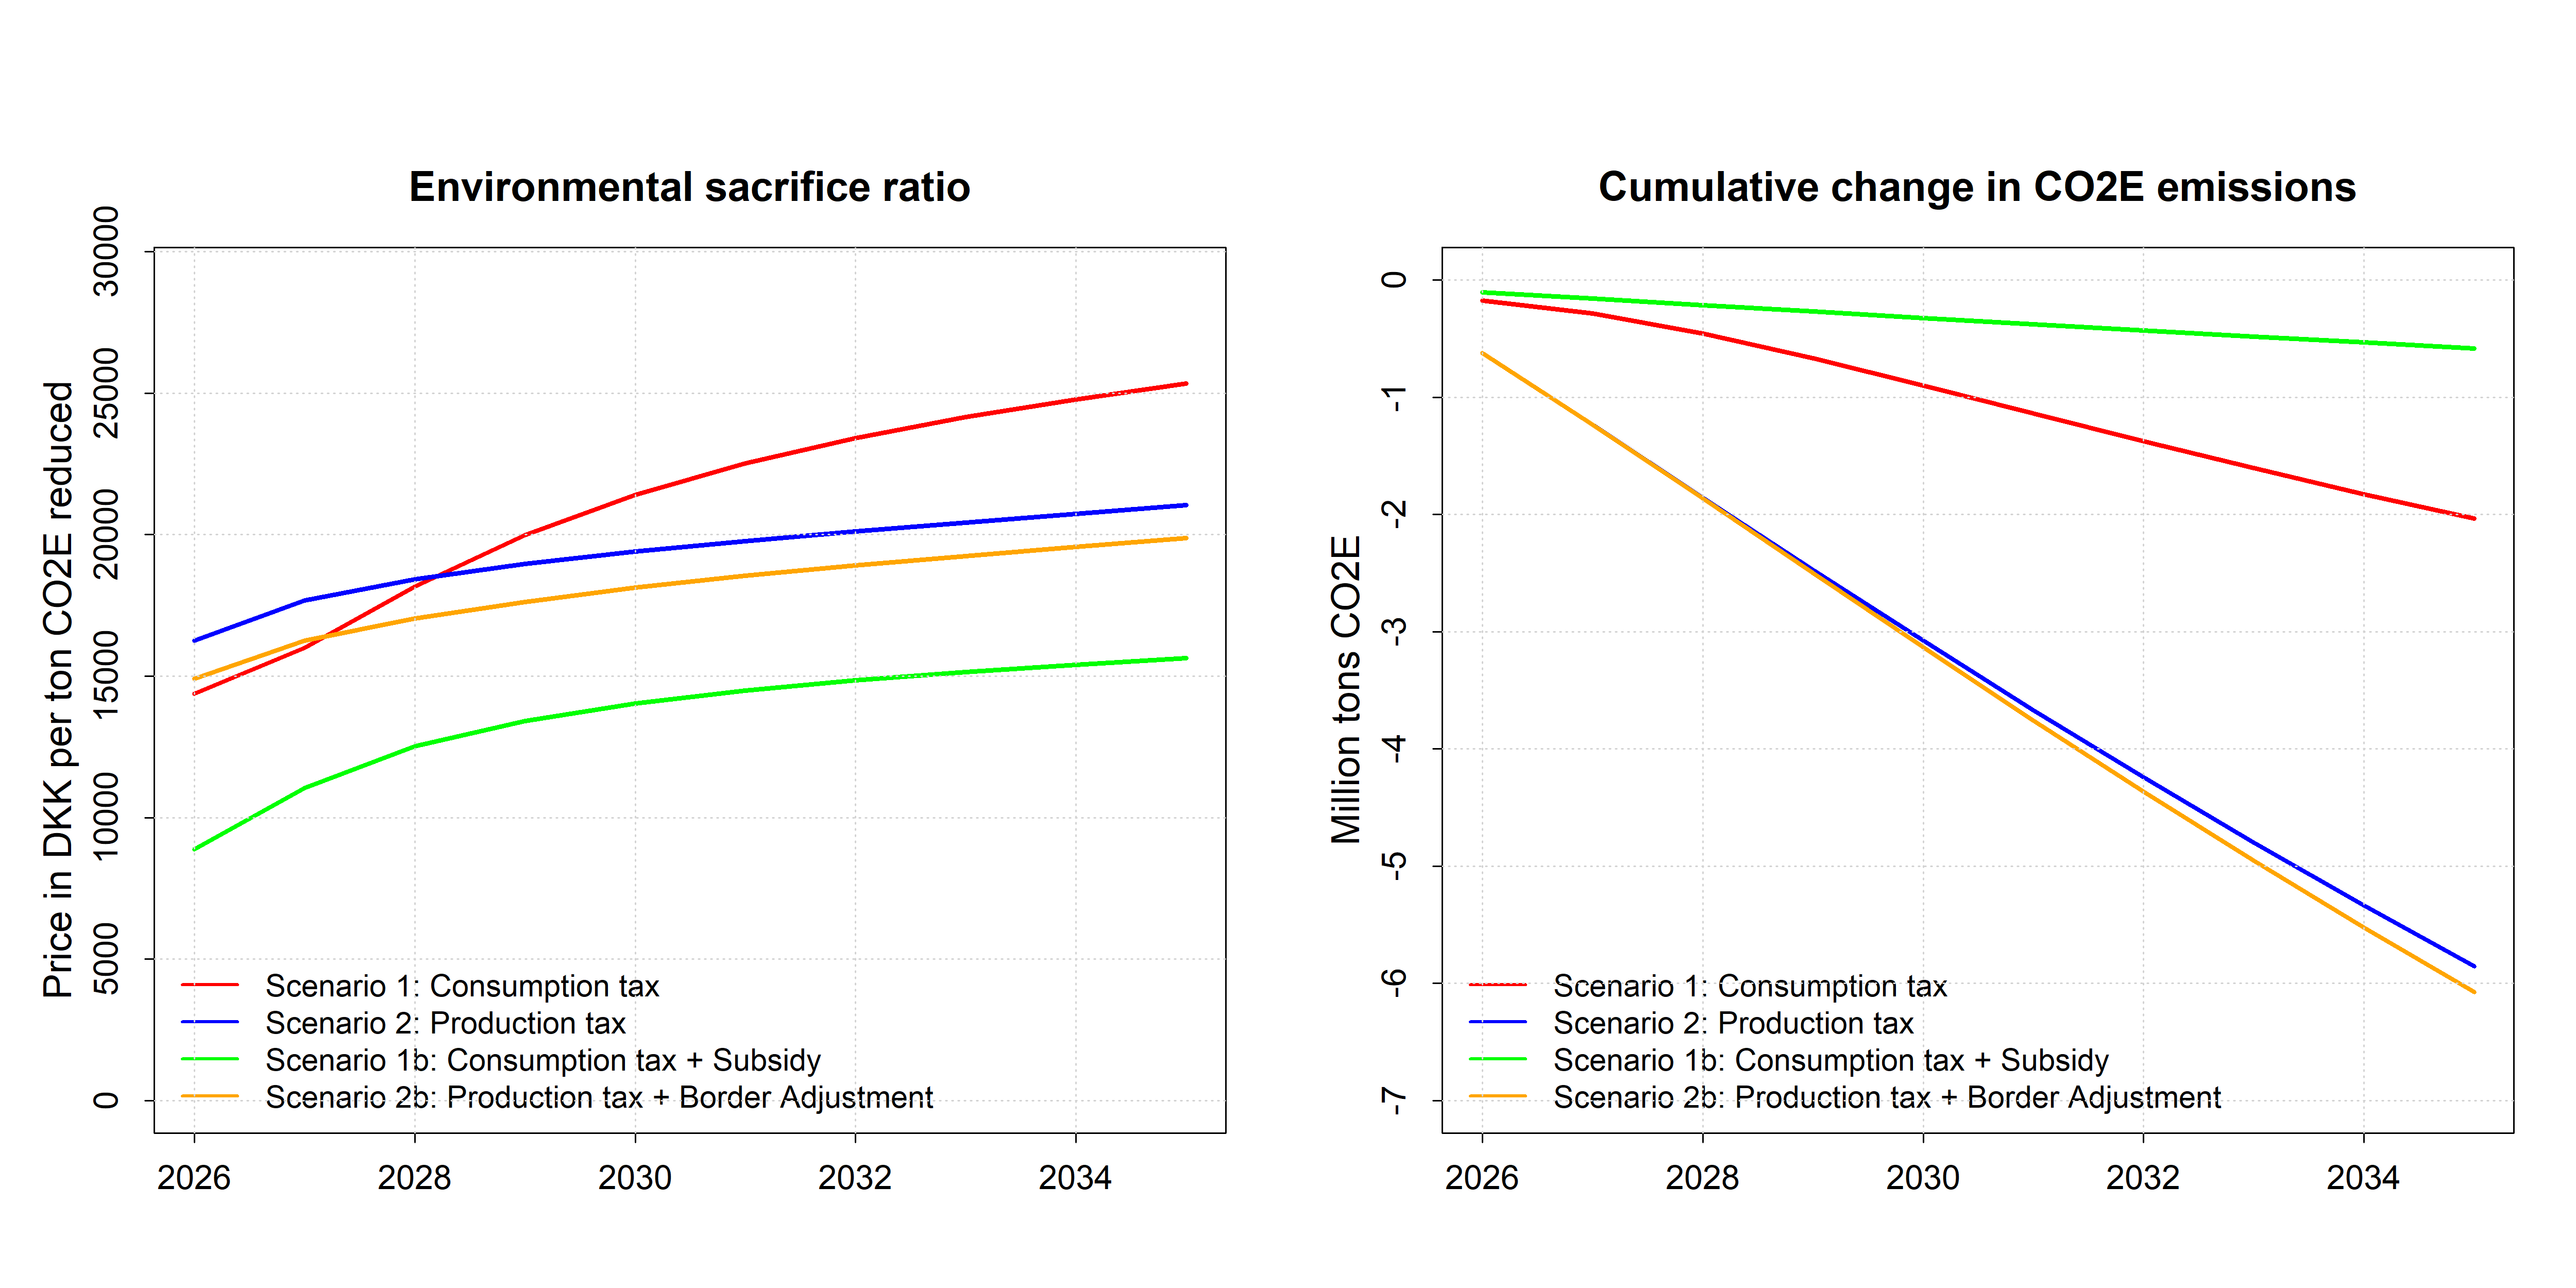 Environmental sacrifice ratio
Price in DKK per ton CO2E reduced
30000
25000
20000
15000
10000
5000
0
Scenario 1: Consumption tax
Scenario 2: Production tax
Scenario 1b: Consumption tax + Subsidy
Scenario 2b: Production tax + Border Adjustment
2026 2028 2030 2032 2034
Cumulative change in CO2E emissions
Million tons CO2E
0
-1
-2
-3
-4
-5
-6
-7
Scenario 1: Consumption tax
Scenario 2: Production tax
Scenario 1b: Consumption tax + Subsidy
Scenario 2b: Production tax + Border Adjustment
2026 2028 2030 2032 2034